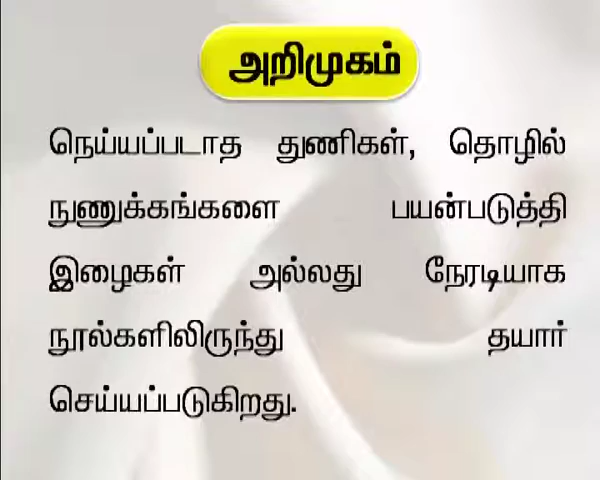 அறிமுகம்
நெய்யப்படாத துணிகள், தொழில்
நுணுக்கங்களை பயன்படுத்தி
இழைகள் அல்லது நேரடியாக
நூல்களிலிருந்து தயார்
செய்யப்படுகிறது.